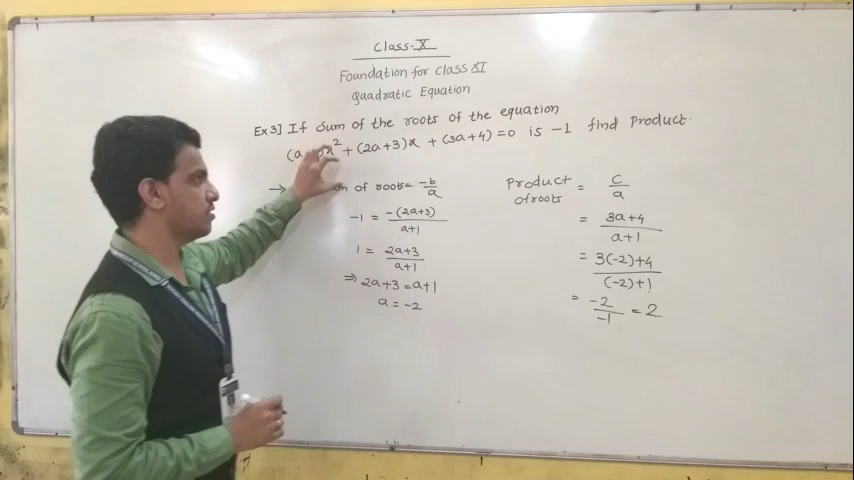 Class-X
Foundation for class XI
Quadratic Equation
Ex 3] If Sum of the roots of the equation
(a x² + (2a+3)x + (3a+4) = 0 is -1 find Product.
→ of roots = -b/a
-1 = -(2a+3)/a+1
1 = 2a+3/a+1
⇒ 2a+3 = a+1
a = -2
Product of roots = c/a
= 3a+4/a+1
= 3(-2)+4/(-2)+1
= -2/-1 = 2